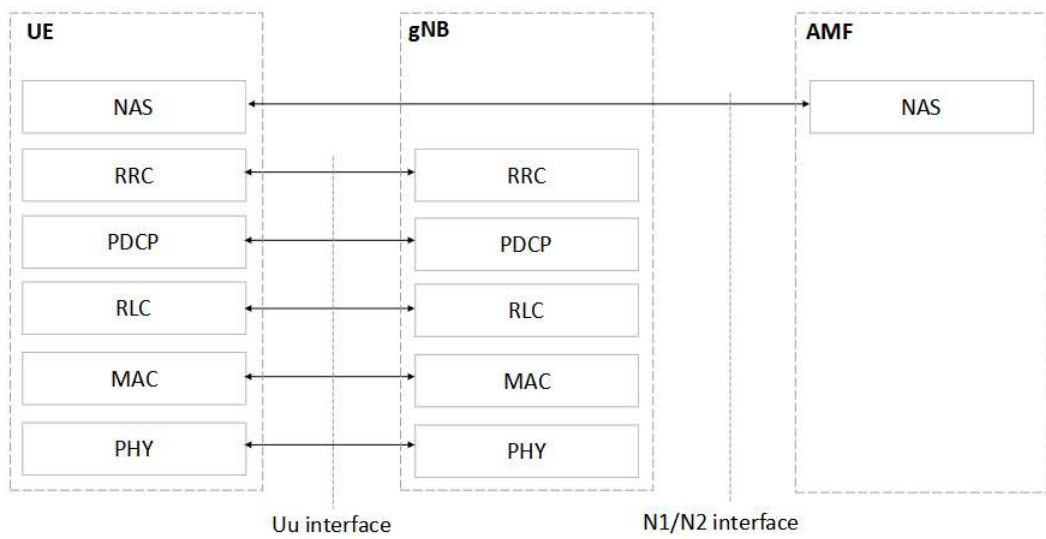 UE
gNB
AMF
NAS
NAS
RRC
RRC
PDCP
PDCP
RLC
RLC
MAC
MAC
PHY
PHY
Uu interface
N1/N2 interface